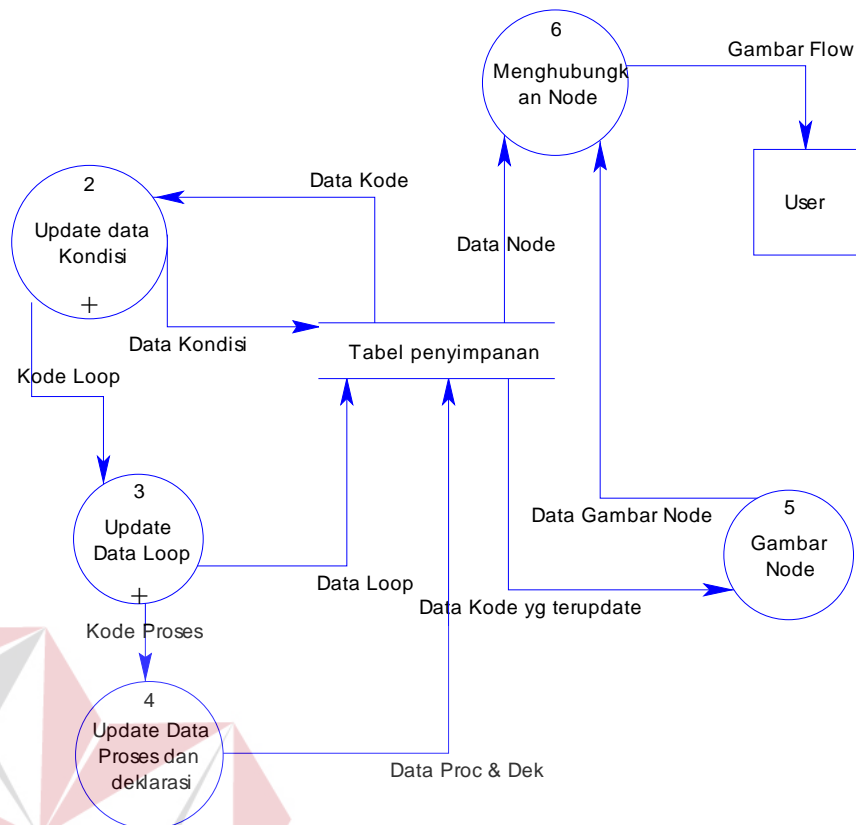 6
Menghubungk
an Node
Gambar Flow
User
2
Update data
Kondisi
+
Data Kode
Data Node
Data Kondisi
Tabel penyimpanan
Kode Loop
3
Update
Data Loop
+
Data Loop
Data Gambar Node
5
Gambar
Node
Data Kode yg terupdate
Kode Proses
4
Update Data
Proses dan
deklarasi
Data Proc & Dek